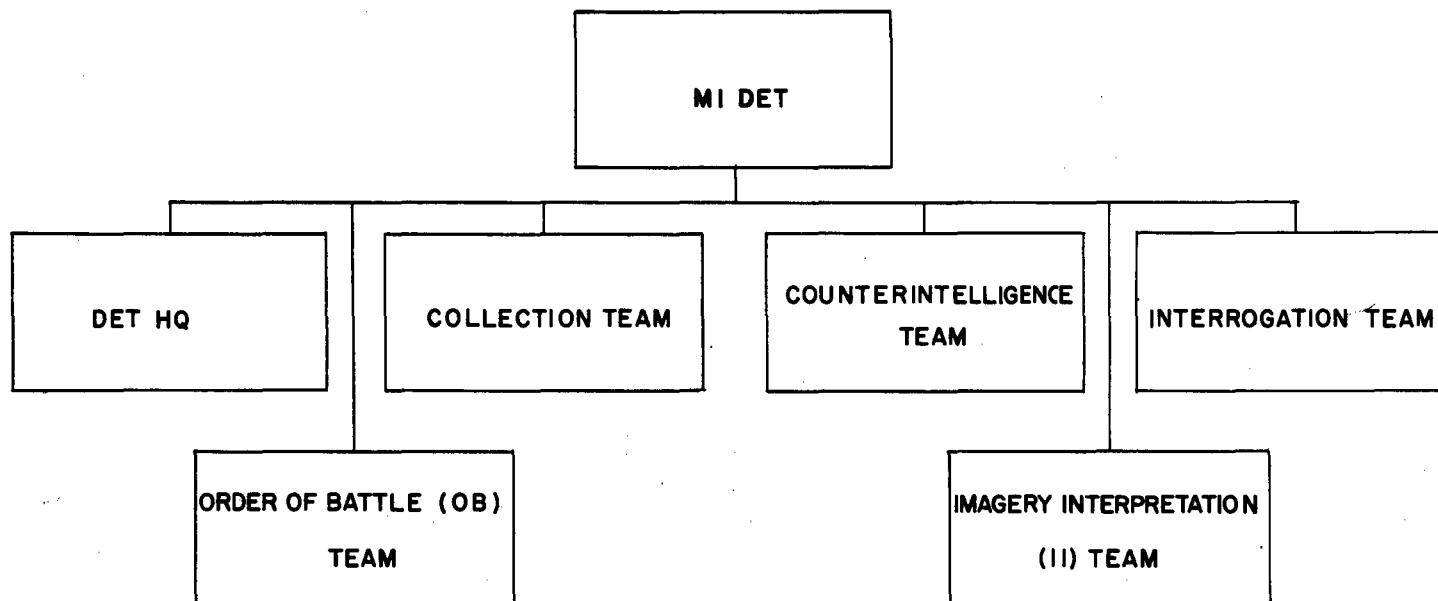 MI DET
DET HQ
COLLECTION TEAM
COUNTERINTELLIGENCE
TEAM
INTERROGATION TEAM
ORDER OF BATTLE (OB)
TEAM
IMAGERY INTERPRETATION
(II) TEAM